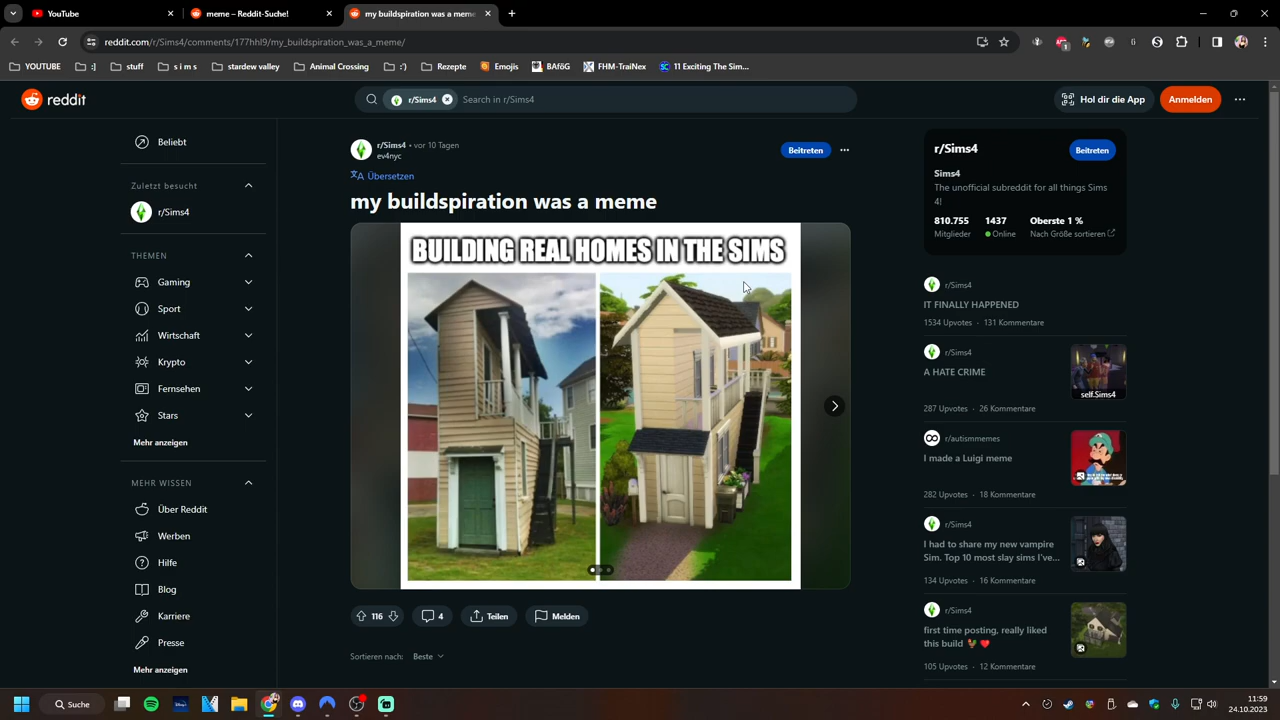 YouTube
meme – Reddit-Suche!
my buildspiration was a meme
reddit.com/r/Sims4/comments/177hhl9/my_buildspiration_was_a_meme/
YOUTUBE
:)
stuff
s i m s
stardew valley
Animal Crossing
:')
Rezepte
Emojis
BAföG
FHM-TraiNex
11 Exciting The Sim...
reddit
r/Sims4
Search in r/Sims4
Hol dir die App
Anmelden
Beliebt
Zuletzt besucht
r/Sims4
THEMEN
Gaming
Sport
Wirtschaft
Krypto
Fernsehen
Stars
Mehr anzeigen
MEHR WISSEN
Über Reddit
Werben
Hilfe
Blog
Karriere
Presse
Mehr anzeigen
r/Sims4 • vor 10 Tagen
ev4nyc
Beitreten
Übersetzen
my buildspiration was a meme
BUILDING REAL HOMES IN THE SIMS
116
4
Teilen
Melden
Sortieren nach:
Beste
r/Sims4
Beitreten
Sims4
The unofficial subreddit for all things Sims
4!
810.755 1437 Oberste 1 %
Mitglieder Online Nach Größe sortieren
r/Sims4
IT FINALLY HAPPENED
1534 Upvotes · 131 Kommentare
r/Sims4
A HATE CRIME
self.Sims4
287 Upvotes · 26 Kommentare
r/autismmemes
I made a Luigi meme
282 Upvotes · 18 Kommentare
r/Sims4
I had to share my new vampire
Sim. Top 10 most slay sims I've...
134 Upvotes · 16 Kommentare
r/Sims4
first time posting, really liked
this build 🐓 ❤️
105 Upvotes · 12 Kommentare
Suche
11:59
24.10.2023